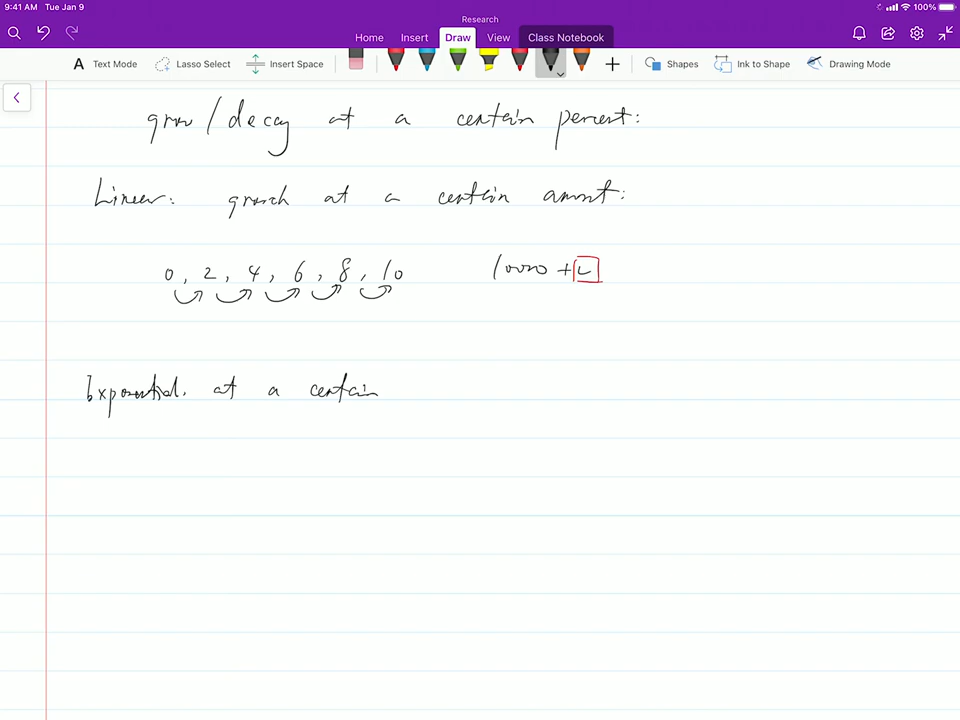 9:41 AM Tue Jan 9 100%
Research
Home Insert Draw View Class Notebook
A Text Mode Lasso Select Insert Space Shapes Ink to Shape Drawing Mode
grow / decay at a certain percent:
Linear: at a certain amount:
0, 2, 4, 6, 8, 10
Exponential. at a certain